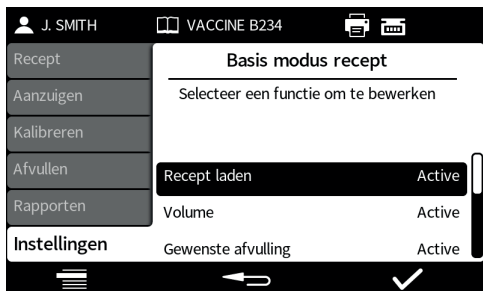 J. SMITH
VACCINE B234
Recept
Aanzuigen
Kalibreren
Afvullen
Rapporten
Instellingen
Basis modus recept
Selecteer een functie om te bewerken
Recept laden Active
Volume Active
Gewenste afvulling Active